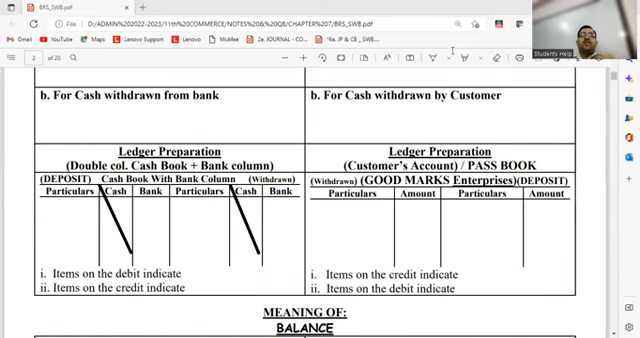 BRS_SWB.pdf
File
D:/ADMIN%202022-2023/11th%20COMMERCE/NOTES%20&%20QB/CHAPTER%207/BRS_SWB.pdf
Gmail
YouTube
Maps
Lenovo Support
Lenovo
McAfee
2e. JOURNAL - CO...
^6a. JP & CB _ SWB...
Students Help
2
of 20
b. For Cash withdrawn from bank
b. For Cash withdrawn by Customer
Ledger Preparation
(Double col. Cash Book + Bank column)
Ledger Preparation
(Customer's Account) / PASS BOOK
(DEPOSIT) Cash Book With Bank Column (Withdrawn)
(Withdrawn) (GOOD MARKS Enterprises)(DEPOSIT)
Particulars Cash Bank Particulars Cash Bank
Particulars Amount Particulars Amount
i. Items on the debit indicate
ii. Items on the credit indicate
i. Items on the credit indicate
ii. Items on the debit indicate
MEANING OF:
BALANCE